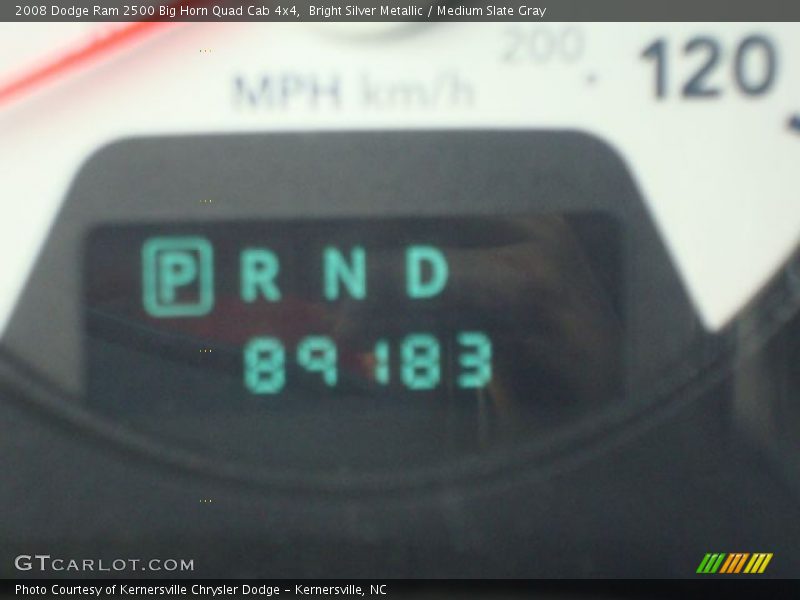 2008 Dodge Ram 2500 Big Horn Quad Cab 4x4,  Bright Silver Metallic / Medium Slate Gray
200
120
MPH km/h
P R N D
89183
GTCARLOT.COM
Photo Courtesy of Kernersville Chrysler Dodge – Kernersville, NC